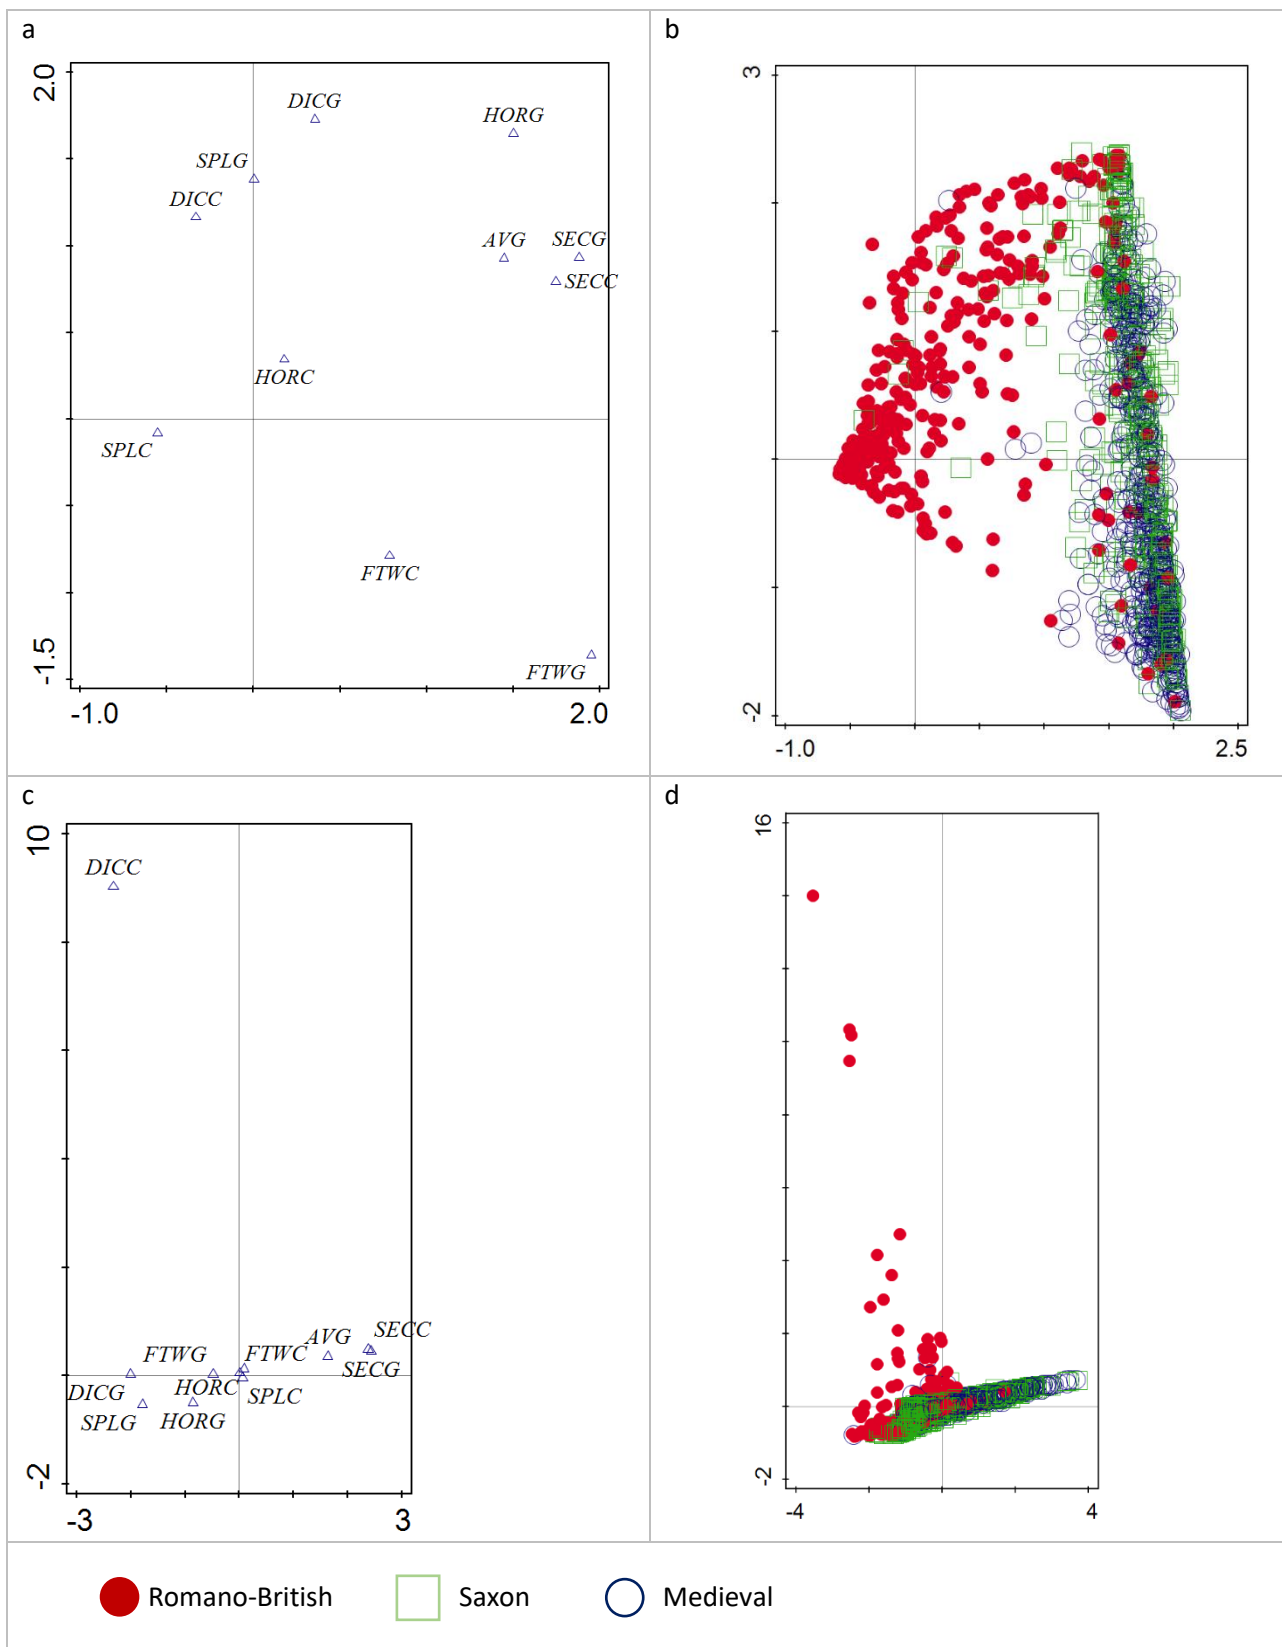 a
2.0
DICG
HORG
SPLG
DICC
AVG
SECG
SECC
HORC
SPLC
FTWC
FTWG
-1.5
-1.0
2.0
b
3
-2
-1.0
2.5
c
10
DICC
SECC
AVG
FTWG
FTWC
SECG
DICG
HORC
SPLC
SPLG
HORG
-2
-3
3
d
16
-2
-4
4
Romano-British Saxon Medieval